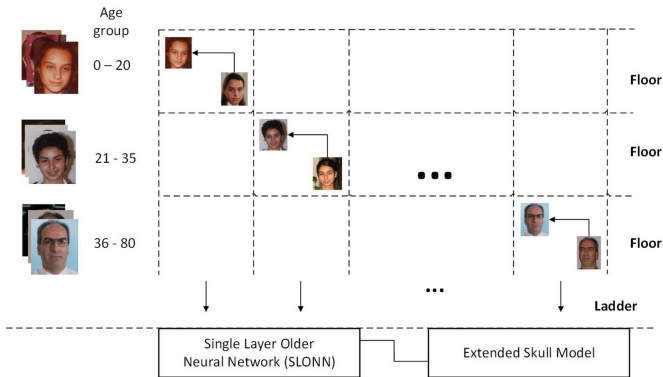 Age
group
0 – 20
Floor
21 - 35
Floor
...
36 - 80
Floor
...
Ladder
Single Layer Older
Neural Network (SLONN)
Extended Skull Model